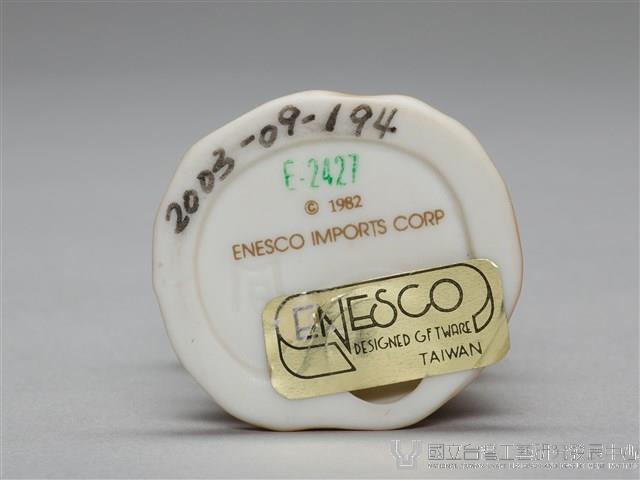 2003-09-194
E-2427
© 1982
ENESCO IMPORTS CORP
ENESCO
DESIGNED GFTWARE
TAIWAN
國立台灣工藝研究發展中心